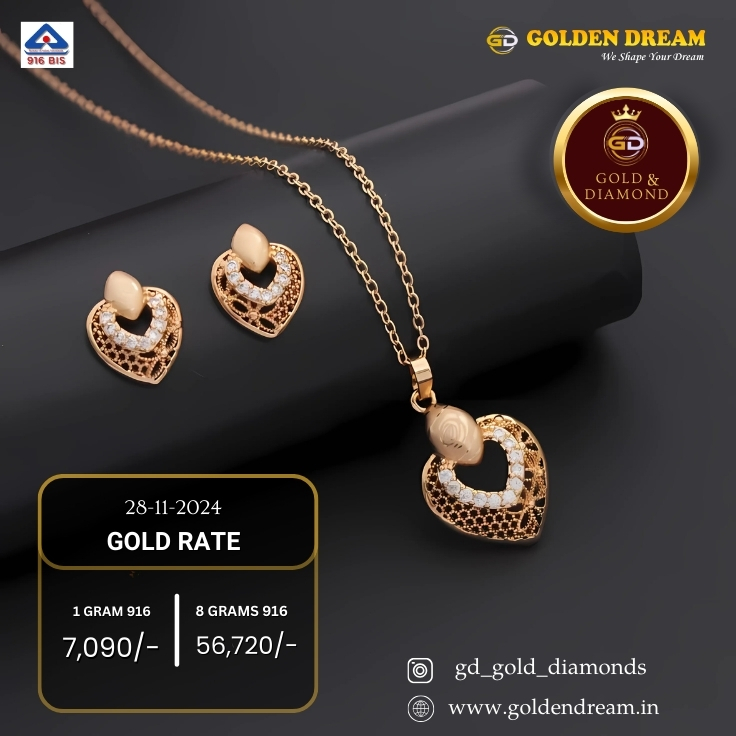 916 BIS
GD GOLDEN DREAM
We Shape Your Dream
GD
GOLD &
DIAMOND
28-11-2024
GOLD RATE
1 GRAM 916
7,090/-
8 GRAMS 916
56,720/-
gd_gold_diamonds
www.goldendream.in